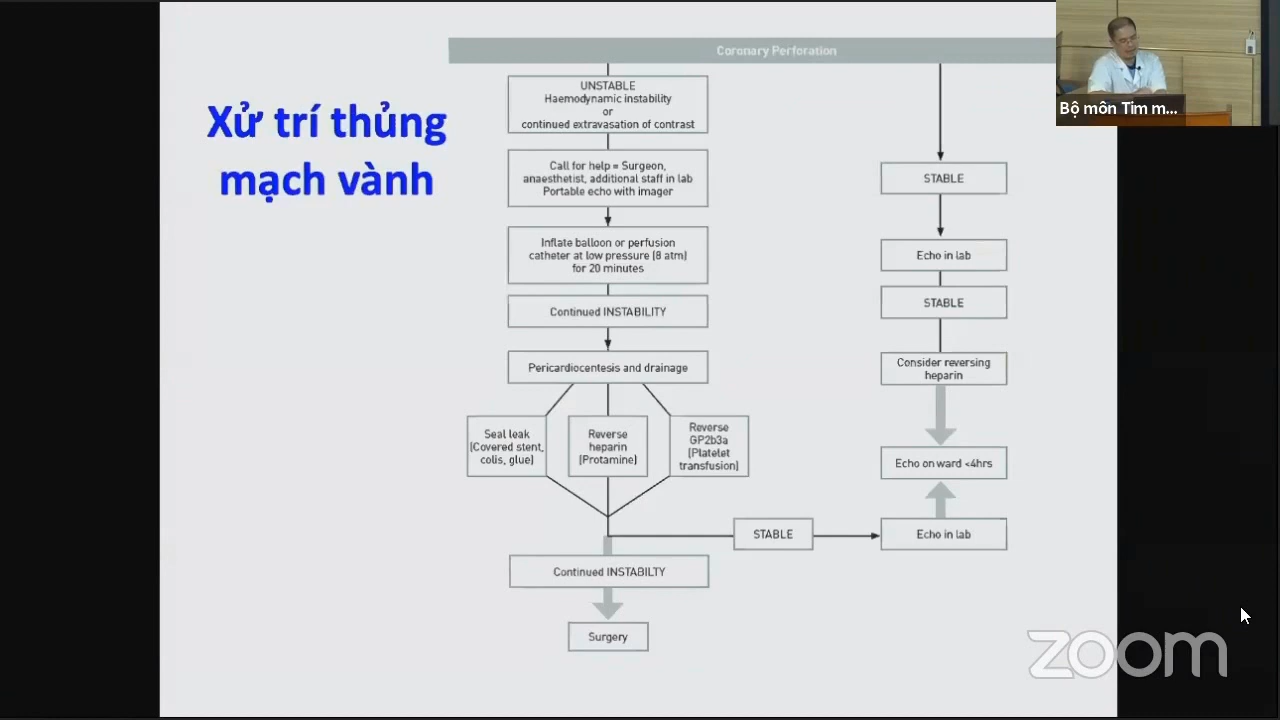 Xử trí thủng
mạch vành
Coronary Perforation
UNSTABLE
Haemodynamic instability
or
continued extravasation of contrast
Call for help = Surgeon,
anaesthetist, additional staff in lab
Portable echo with imager
Inflate balloon or perfusion
catheter at low pressure (8 atm)
for 20 minutes
Continued INSTABILITY
Pericardiocentesis and drainage
Seal leak
(Covered stent,
colis, glue)
Reverse
heparin
(Protamine)
Reverse
GP2b3a
(Platelet
transfusion)
STABLE
Continued INSTABILTY
Surgery
STABLE
Echo in lab
STABLE
Consider reversing
heparin
Echo on ward <4hrs
Echo in lab
Bộ môn Tim m...
zoom